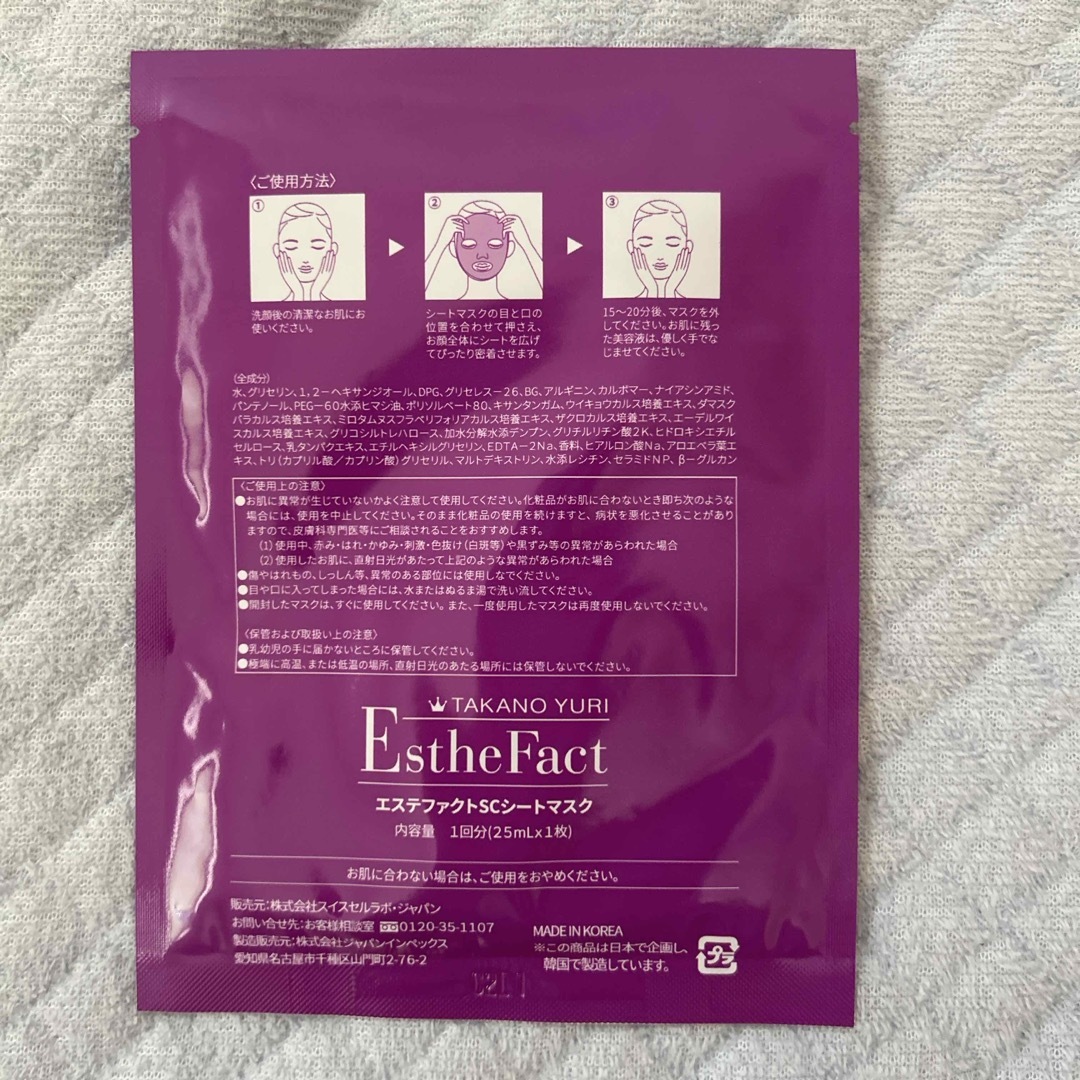 〈ご使用方法〉
①
②
③
洗顔後の清潔なお肌にお
使いください。
シートマスクの目と口の
位置を合わせて押さえ、
お顔全体にシートを広げ
てぴったり密着させます。
15〜20分後、マスクを外
してください。お肌に残っ
た美容液は、優しく手でな
じませてください。
〈全成分〉
水、グリセリン、1，2－ヘキサンジオール、DPG、グリセレス－26、BG、アルギニン、カルボマー、ナイアシンアミド、
パンテノール、PEG－60水添ヒマシ油、ポリソルベート80、キサンタンガム、ウイキョウカルス培養エキス、ダマスク
バラカルス培養エキス、ミロタムヌスフラベリフォリアカルス培養エキス、ザクロカルス培養エキス、エーデルワイ
スカルス培養エキス、グリコシルトレハロース、加水分解水添デンプン、グリチルリチン酸2K、ヒドロキシエチル
セルロース、乳タンパクエキス、エチルヘキシルグリセリン、EDTA－2Na、香料、ヒアルロン酸Na、アロエベラ葉エ
キス、トリ（カプリル酸／カプリン酸）グリセリル、マルトデキストリン、水添レシチン、セラミドNP、β－グルカン
〈ご使用上の注意〉
●お肌に異常が生じていないかよく注意して使用してください。化粧品がお肌に合わないとき即ち次のような
場合には、使用を中止してください。そのまま化粧品の使用を続けますと、病状を悪化させることがあり
ますので、皮膚科専門医等にご相談されることをおすすめします。
(1)使用中、赤み・はれ・かゆみ・刺激・色抜け（白斑等）や黒ずみ等の異常があらわれた場合
(2)使用したお肌に、直射日光があたって上記のような異常があらわれた場合
●傷やはれもの、しっしん等、異常のある部位には使用しなでください。
●目や口に入ってしまった場合には、水またはぬるま湯で洗い流してください。
●開封したマスクは、すぐに使用してください。また、一度使用したマスクは再度使用しないでください。
〈保管および取扱い上の注意〉
●乳幼児の手に届かないところに保管してください。
●極端に高温、または低温の場所、直射日光のあたる場所には保管しないでください。
TAKANO YURI
EstheFact
エステファクトSCシートマスク
内容量　1回分(25mLx1枚)
お肌に合わない場合は、ご使用をおやめください。
販売元：株式会社スイスセルラボ・ジャパン
お問い合せ先：お客様相談室 0120-35-1107
製造販売元：株式会社ジャパンインペックス
愛知県名古屋市千種区山門町2-76-2
MADE IN KOREA
※この商品は日本で企画し、
韓国で製造しています。
プラ